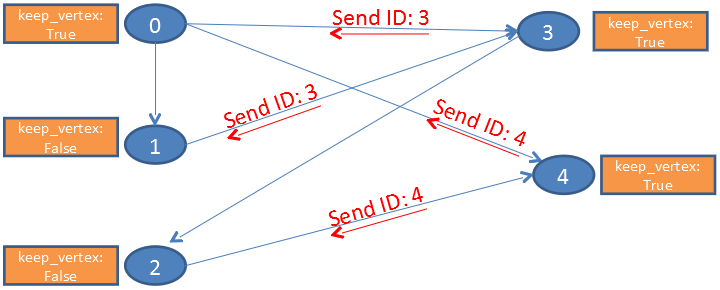 keep_vertex:
True
0
Send ID: 3
3
keep_vertex:
True
keep_vertex:
False
1
Send ID: 3
Send ID: 4
4
keep_vertex:
True
keep_vertex:
False
2
Send ID: 4